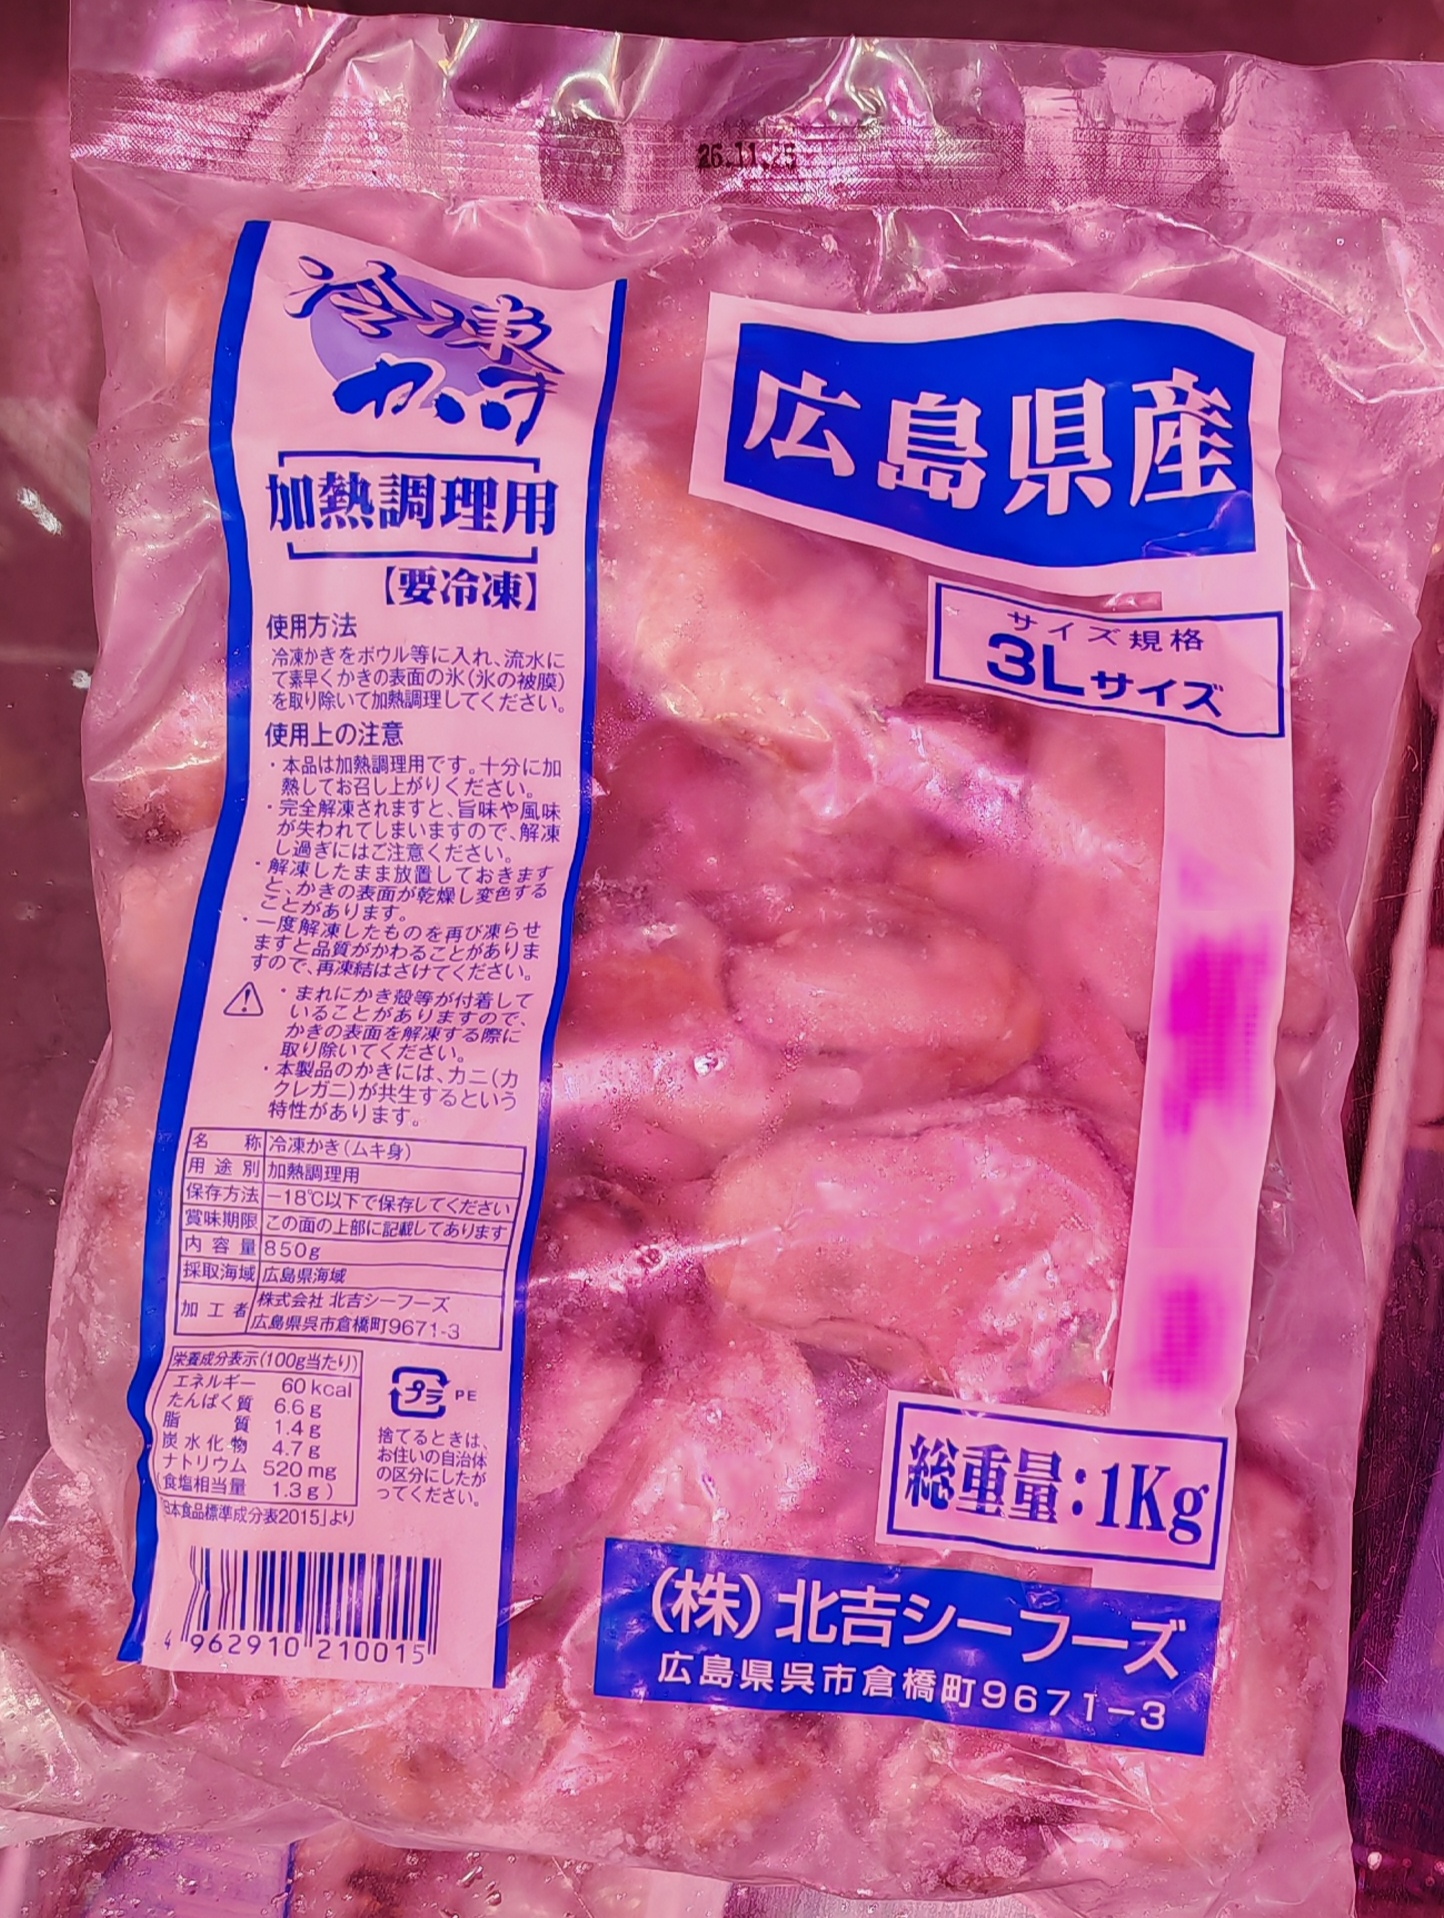 26.11.25
冷凍
かき
加熱調理用
【要冷凍】
使用方法
冷凍かきをボウル等に入れ、流水に
て素早くかきの表面の氷(氷の被膜)
を取り除いて加熱調理してください。
使用上の注意
・本品は加熱調理用です。十分に加
熱してお召し上がりください。
・完全解凍されますと、旨味や風味
が失われてしまいますので、解凍
し過ぎにはご注意ください。
・解凍したまま放置しておきます
と、かきの表面が乾燥し変色する
ことがあります。
・一度解凍したものを再び凍らせ
ますと品質がかわることがありま
すので、再凍結はさけてください。
・まれにかき殻等が付着して
いることがありますので、
かきの表面を解凍する際に
取り除いてください。
・本製品のかきには、カニ(カ
クレガニ)が共生するという
特性があります。
名称 冷凍かき(ムキ身)
用途別 加熱調理用
保存方法 −18℃以下で保存してください
賞味期限 この面の上部に記載してあります
内容量 850g
採取海域 広島県海域
加工者 株式会社 北吉シーフーズ
広島県呉市倉橋町9671-3
栄養成分表示(100g当たり)
エネルギー 60kcal
たんぱく質 6.6g
脂質 1.4g
炭水化物 4.7g
ナトリウム 520mg
(食塩相当量 1.3g)
「日本食品標準成分表2015」より
プラ PE
捨てるときは、
お住いの自治体
の区分にしたが
ってください。
4 962910 210015
広島県産
サイズ規格
3Lサイズ
総重量:1Kg
(株)北吉シーフーズ
広島県呉市倉橋町9671-3